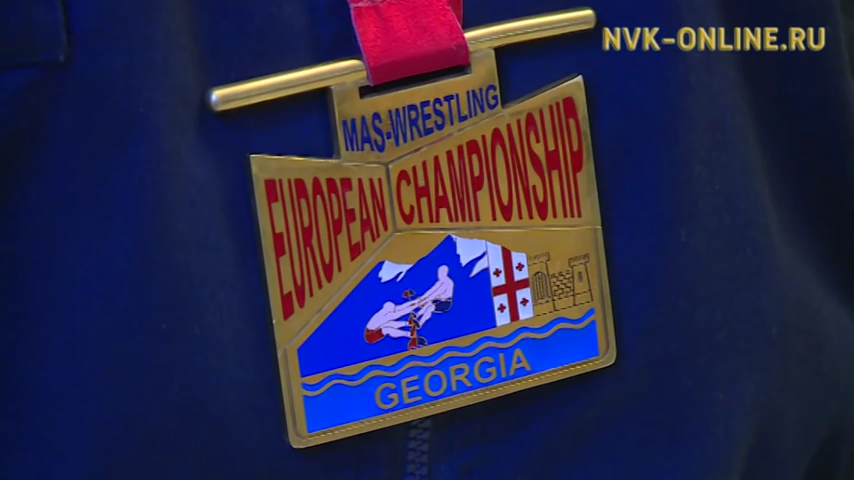 NVK-ONLINE.RU
MAS-WRESTLING
EUROPEAN CHAMPIONSHIP
GEORGIA